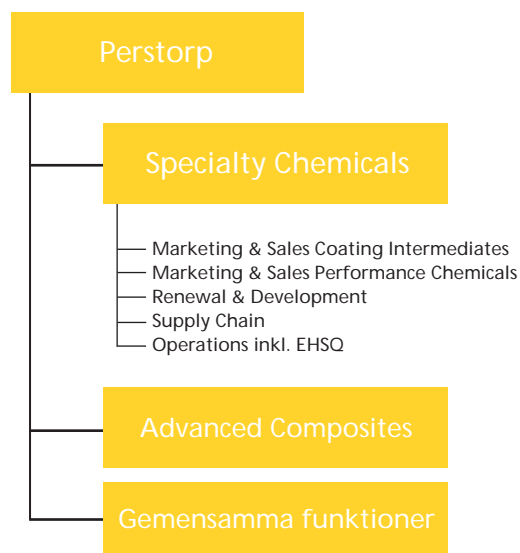 Perstorp
Specialty Chemicals
Marketing & Sales Coating Intermediates
Marketing & Sales Performance Chemicals
Renewal & Development
Supply Chain
Operations inkl. EHSQ
Advanced Composites
Gemensamma funktioner